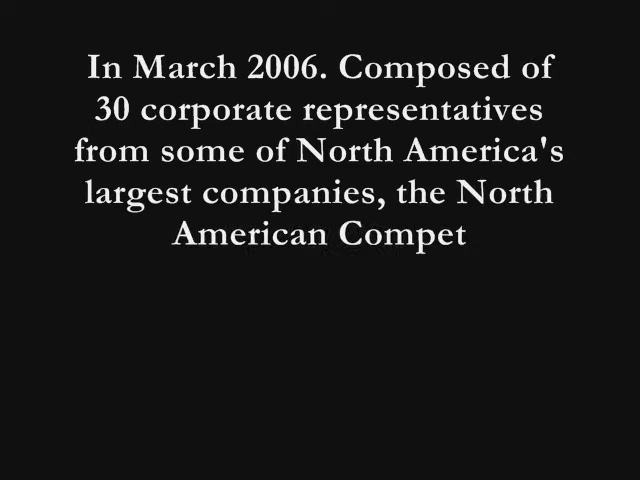 In March 2006. Composed of
30 corporate representatives
from some of North America's
largest companies, the North
American Compet